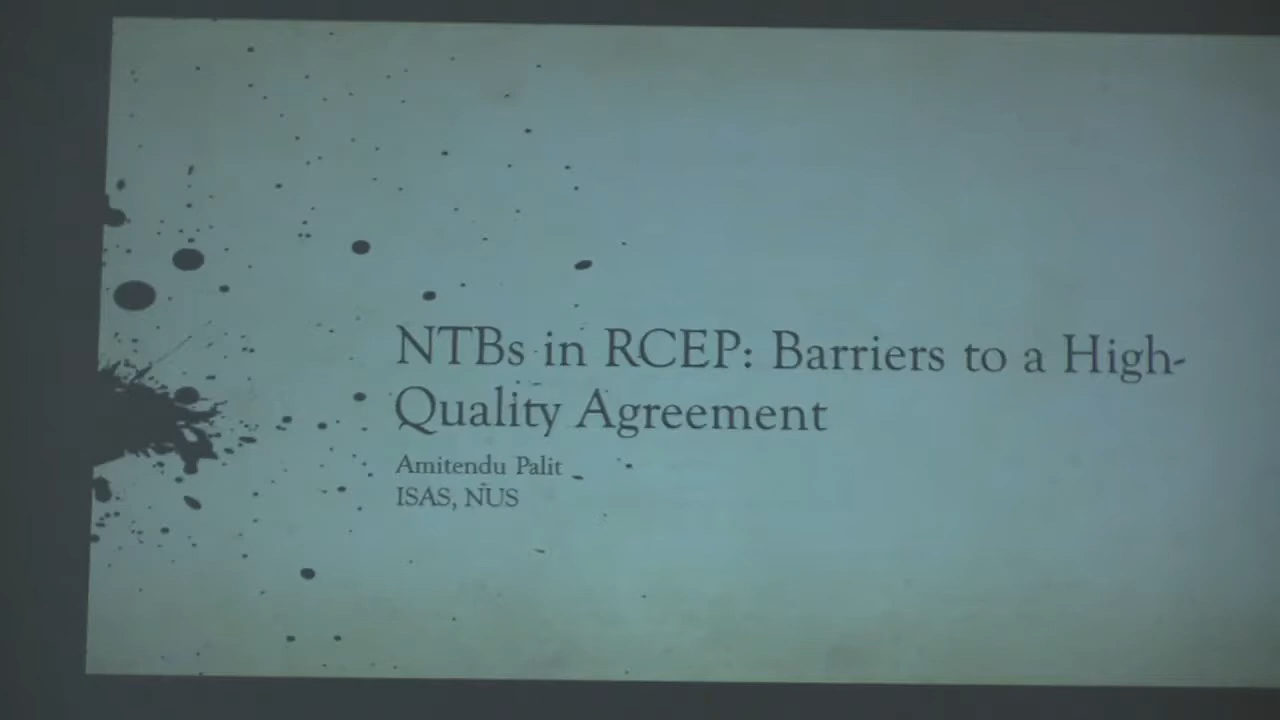 NTBs in RCEP: Barriers to a High-
Quality Agreement
Amitendu Palit
ISAS, NUS